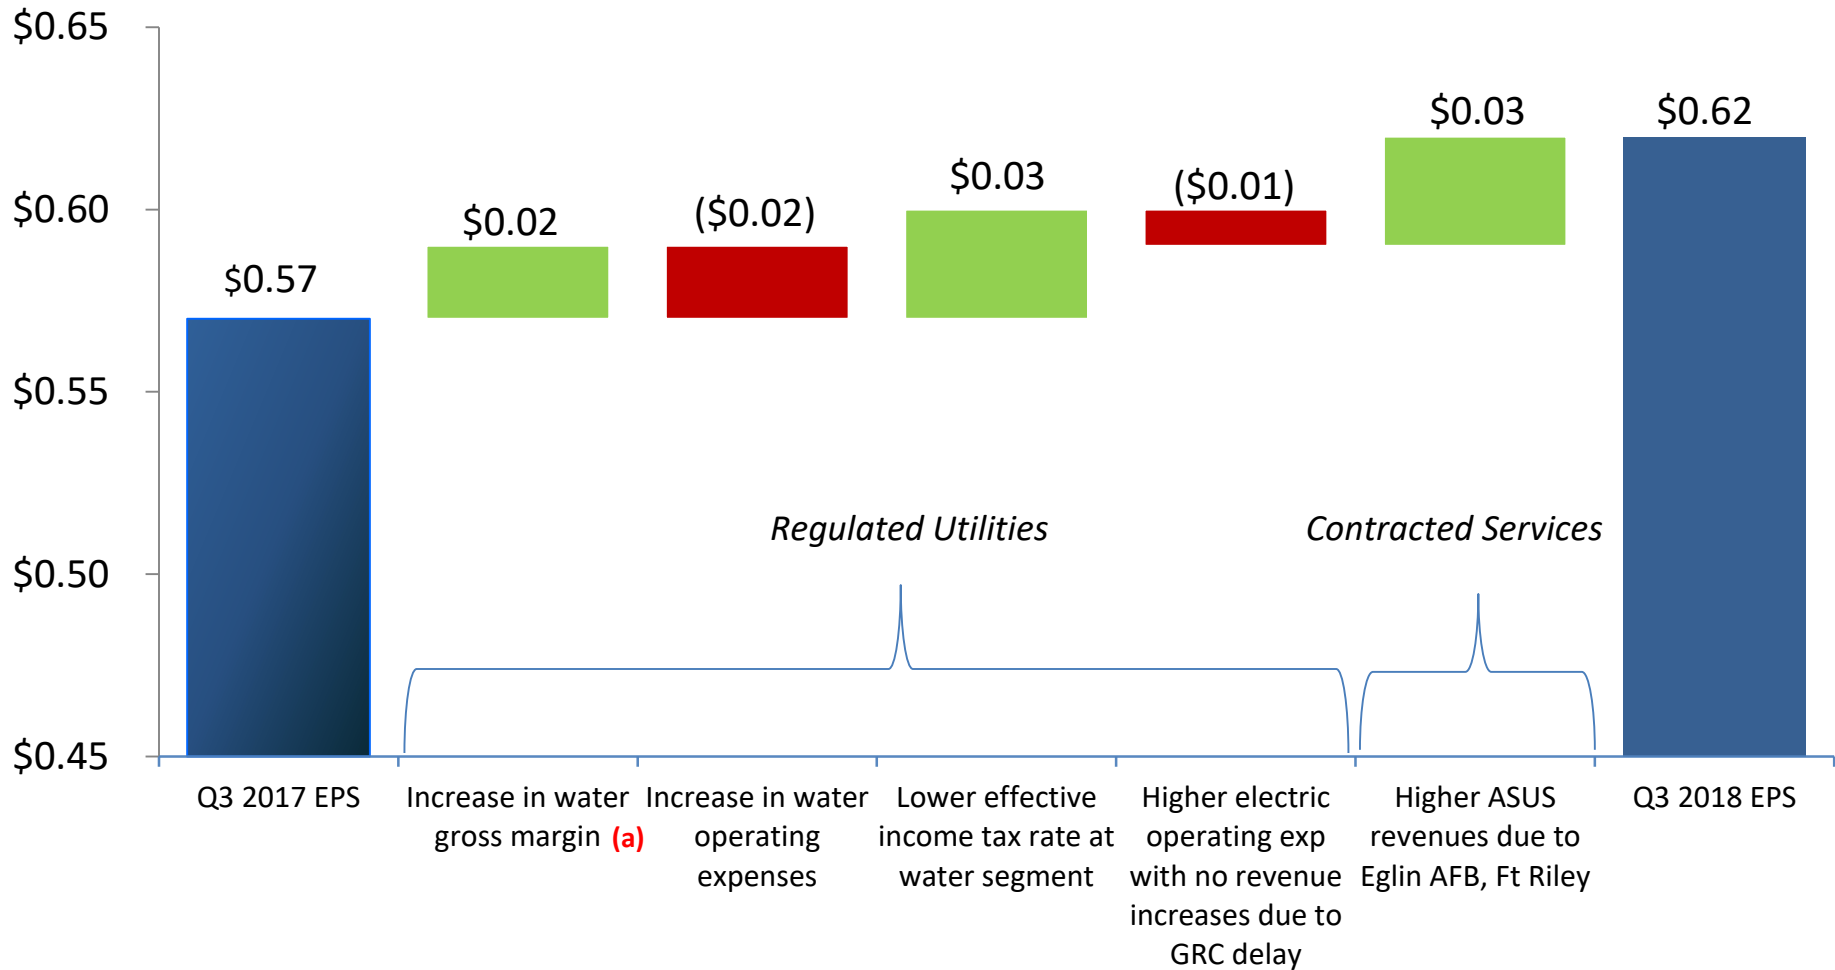 $0.65
$0.60
$0.55
$0.50
$0.45
$0.57
$0.02
($0.02)
$0.03
($0.01)
$0.03
$0.62
Regulated Utilities
Contracted Services
Q3 2017 EPS
Increase in water
gross margin (a)
Increase in water
operating
expenses
Lower effective
income tax rate at
water segment
Higher electric
operating exp
with no revenue
increases due to
GRC delay
Higher ASUS
revenues due to
Eglin AFB, Ft Riley
Q3 2018 EPS